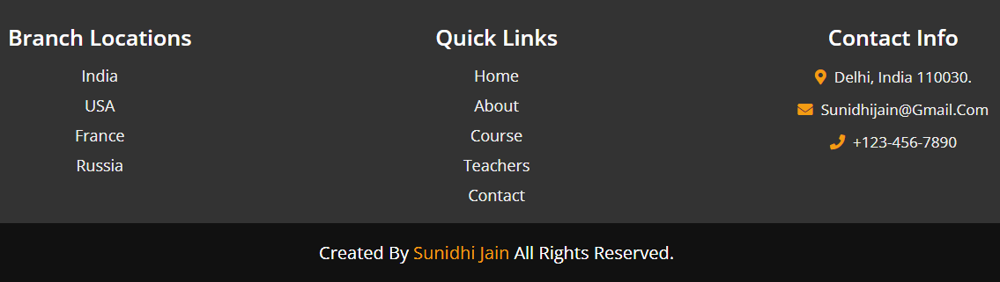 Branch Locations
India
USA
France
Russia
Quick Links
Home
About
Course
Teachers
Contact
Contact Info
Delhi, India 110030.
Sunidhijain@Gmail.Com
+123-456-7890
Created By Sunidhi Jain All Rights Reserved.